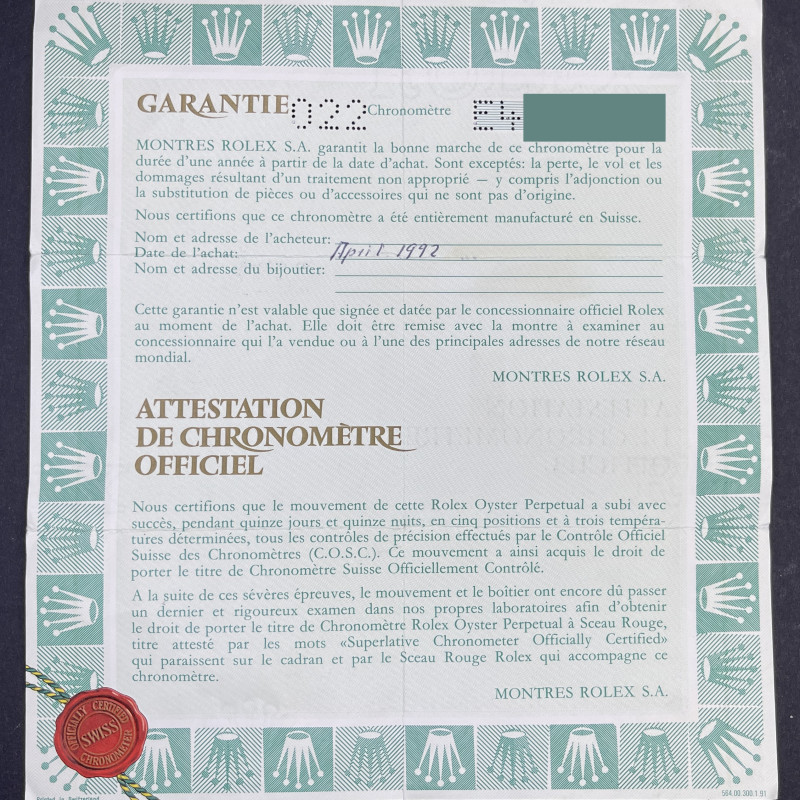 GARANTIE 022 Chronomètre E4
MONTRES ROLEX S.A. garantit la bonne marche de ce chronomètre pour la
durée d'une année à partir de la date d'achat. Sont exceptés: la perte, le vol et les
dommages résultant d'un traitement non approprié — y compris l'adjonction ou
la substitution de pièces ou d'accessoires qui ne sont pas d'origine.
Nous certifions que ce chronomètre a été entièrement manufacturé en Suisse.
Nom et adresse de l'acheteur:
Date de l'achat: April 1992
Nom et adresse du bijoutier:
Cette garantie n'est valable que signée et datée par le concessionnaire officiel Rolex
au moment de l'achat. Elle doit être remise avec la montre à examiner au
concessionnaire qui l'a vendue ou à l'une des principales adresses de notre réseau
mondial.
MONTRES ROLEX S.A.
ATTESTATION
DE CHRONOMÈTRE
OFFICIEL
Nous certifions que le mouvement de cette Rolex Oyster Perpetual a subi avec
succès, pendant quinze jours et quinze nuits, en cinq positions et à trois tempéra-
tures déterminées, tous les contrôles de précision effectués par le Contrôle Officiel
Suisse des Chronomètres (C.O.S.C.). Ce mouvement a ainsi acquis le droit de
porter le titre de Chronomètre Suisse Officiellement Contrôlé.
A la suite de ces sévères épreuves, le mouvement et le boîtier ont encore dû passer
un dernier et rigoureux examen dans nos propres laboratoires afin d'obtenir
le droit de porter le titre de Chronomètre Rolex Oyster Perpetual à Sceau Rouge,
titre attesté par les mots «Superlative Chronometer Officially Certified»
qui paraissent sur le cadran et par le Sceau Rouge Rolex qui accompagne ce
chronomètre.
MONTRES ROLEX S.A.
OFFICIALLY CERTIFIED
SWISS
CHRONOMETER
Printed in Switzerland
564.00.300.1.91